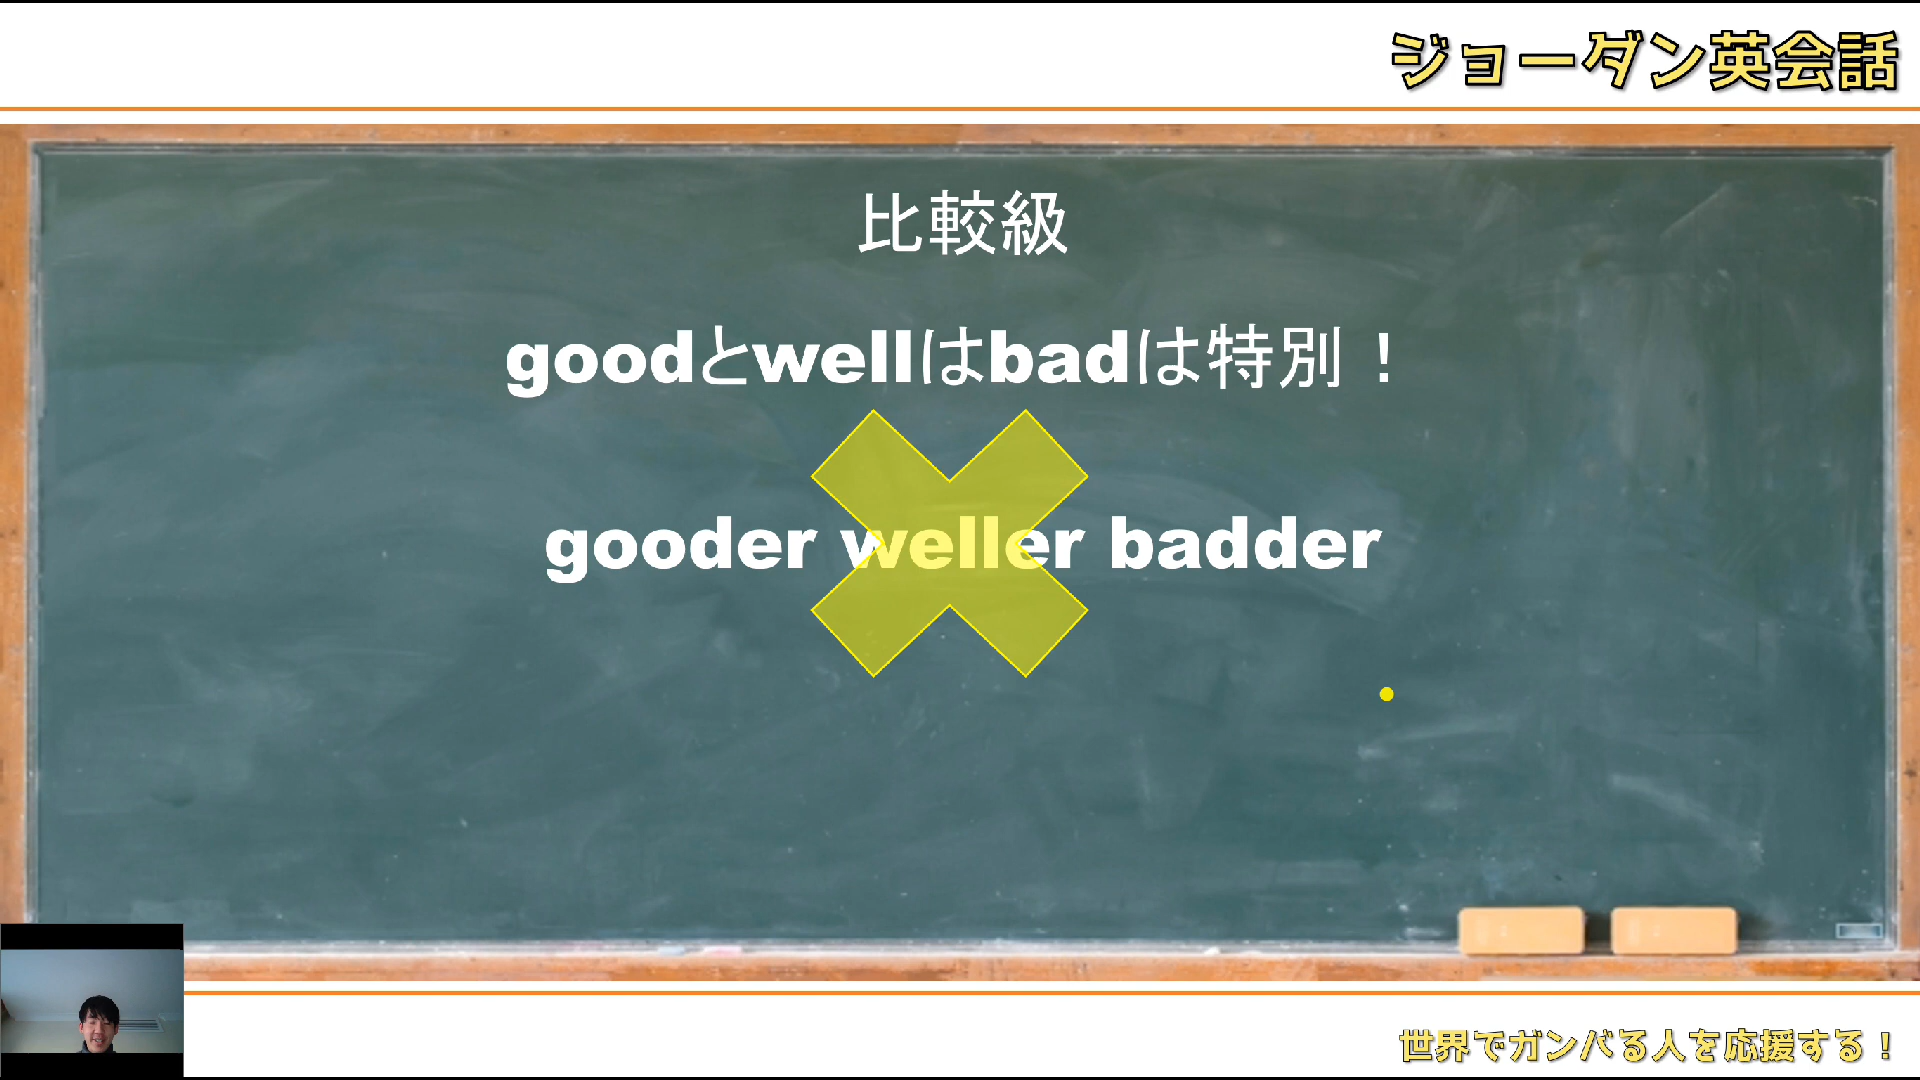 ジョーダン英会話
比較級
goodとwellはbadは特別！
gooder weller badder
世界でガンバる人を応援する！